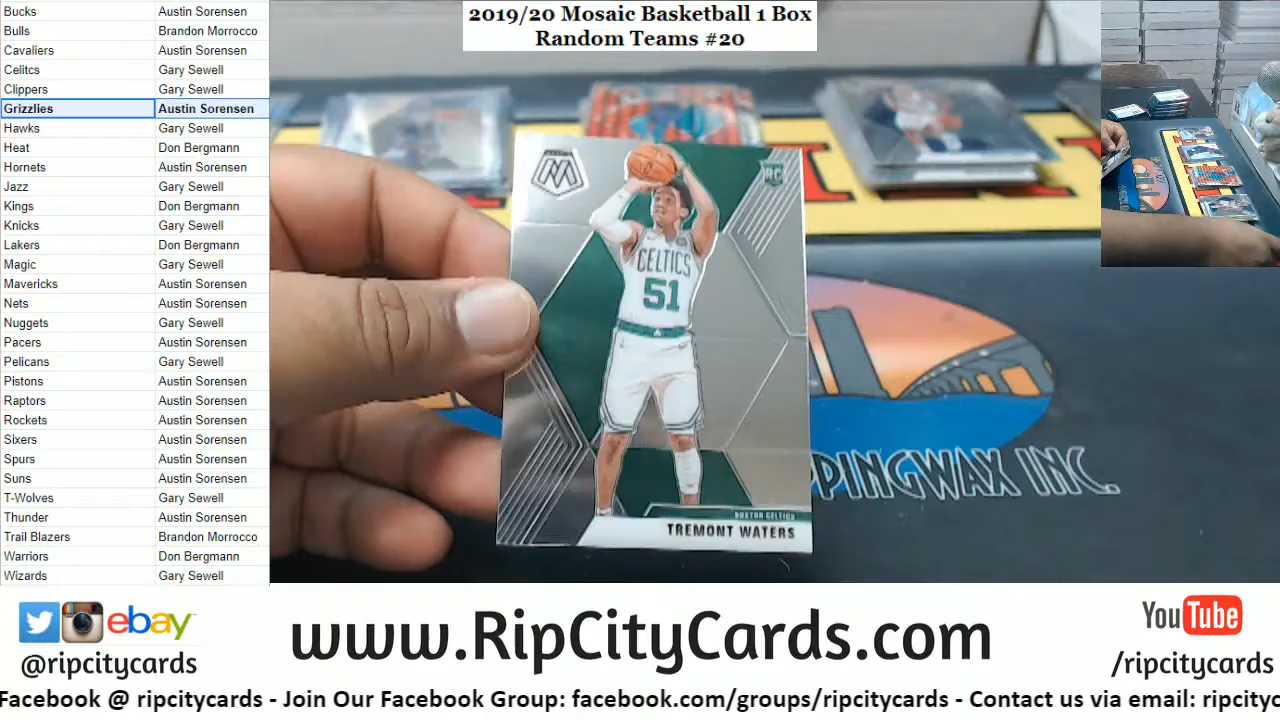 Bucks Austin Sorensen
Bulls Brandon Morrocco
Cavaliers Austin Sorensen
Celitcs Gary Sewell
Clippers Gary Sewell
Grizzlies Austin Sorensen
Hawks Gary Sewell
Heat Don Bergmann
Hornets Austin Sorensen
Jazz Gary Sewell
Kings Don Bergmann
Knicks Gary Sewell
Lakers Don Bergmann
Magic Gary Sewell
Mavericks Austin Sorensen
Nets Austin Sorensen
Nuggets Gary Sewell
Pacers Austin Sorensen
Pelicans Gary Sewell
Pistons Austin Sorensen
Raptors Austin Sorensen
Rockets Austin Sorensen
Sixers Austin Sorensen
Spurs Austin Sorensen
Suns Austin Sorensen
T-Wolves Gary Sewell
Thunder Austin Sorensen
Trail Blazers Brandon Morrocco
Warriors Don Bergmann
Wizards Gary Sewell
2019/20 Mosaic Basketball 1 Box
Random Teams #20
RC
CELTICS
51
BOSTON CELTICS
TREMONT WATERS
PPINGWAX INC.
ebay
@ripcitycards
www.RipCityCards.com
YouTube
/ripcitycards
Facebook @ ripcitycards - Join Our Facebook Group: facebook.com/groups/ripcitycards - Contact us via email: ripcityc